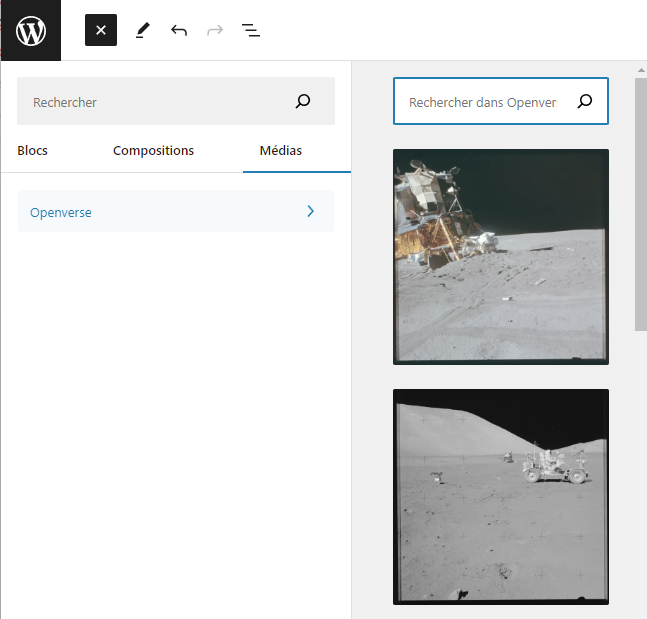 Rechercher
Rechercher dans Openver
Blocs
Compositions
Médias
Openverse